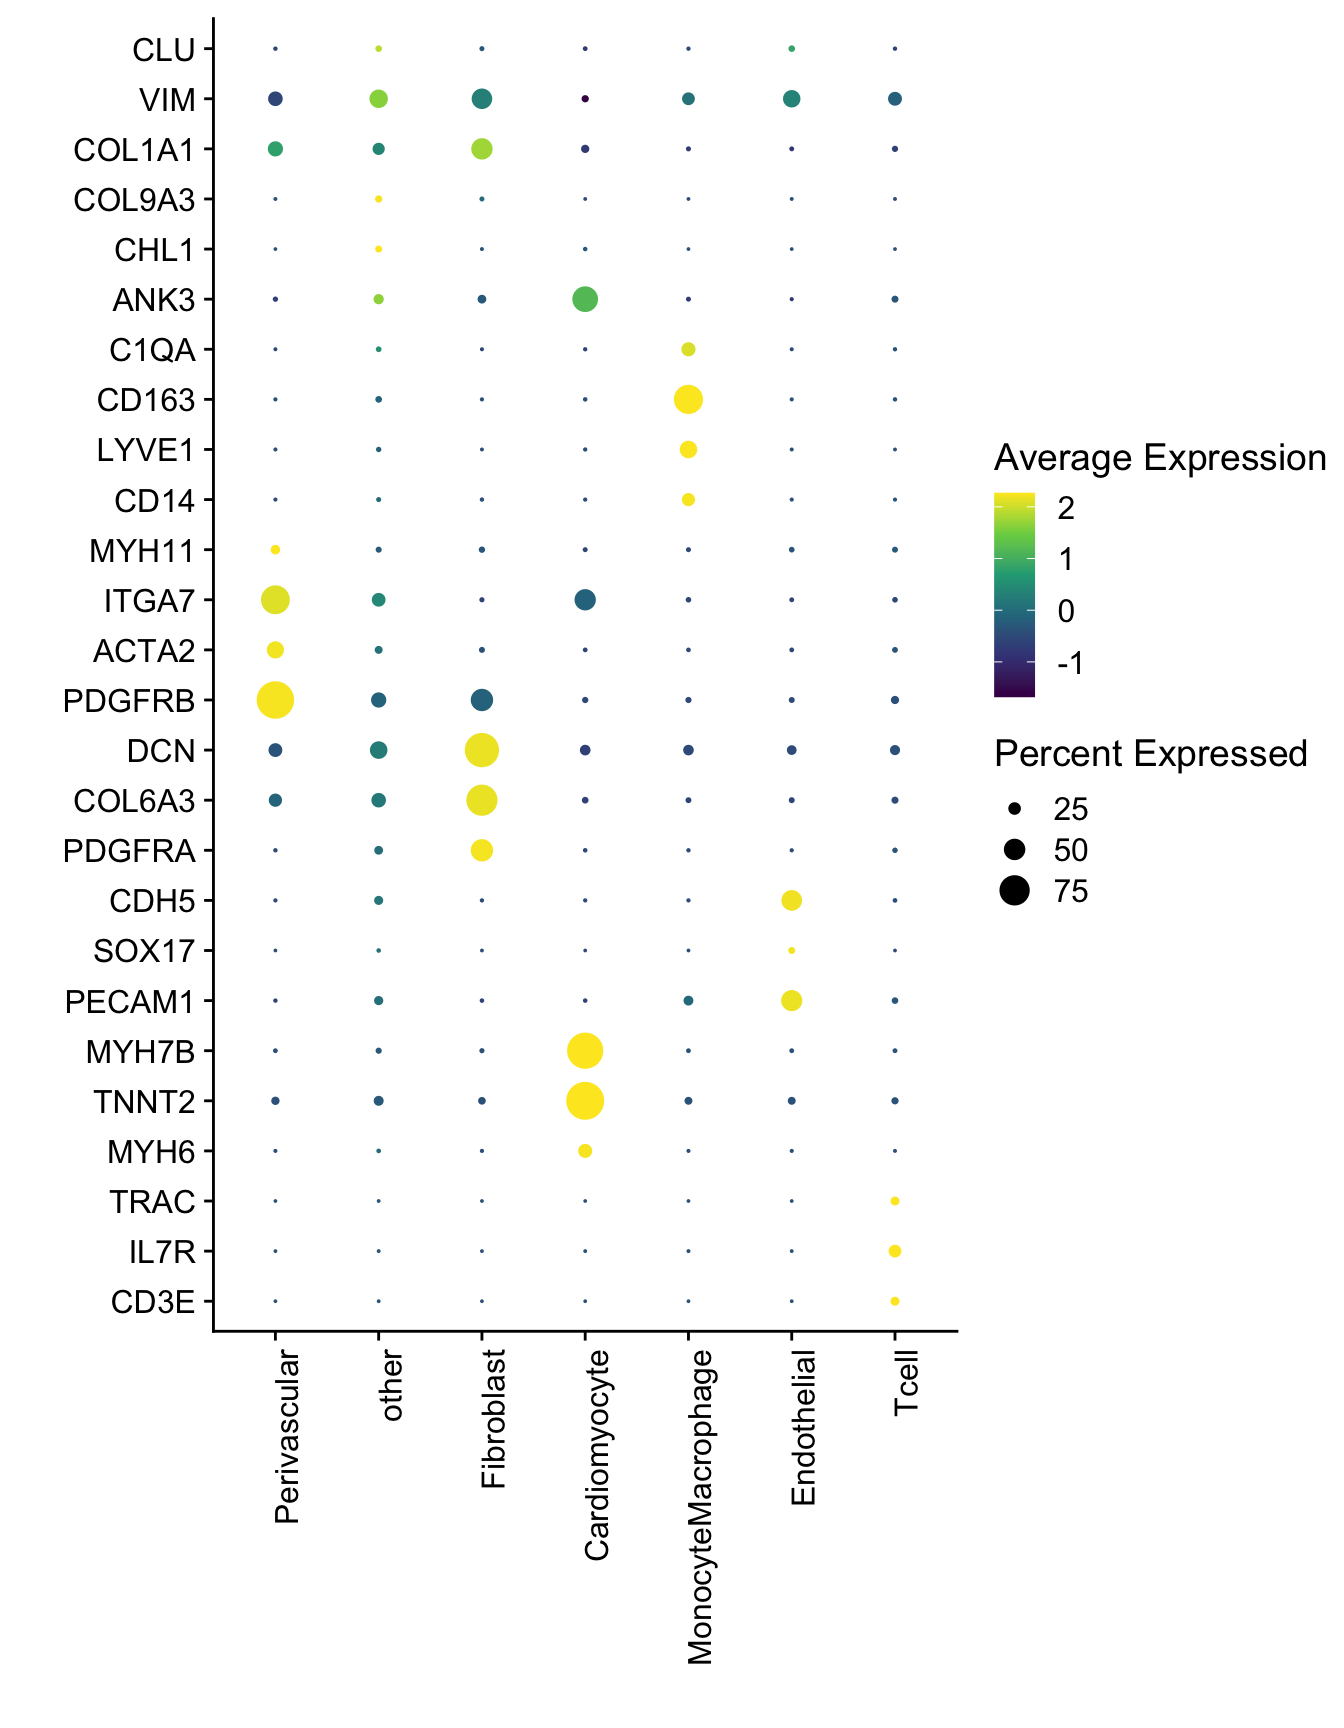 CLU
VIM
COL1A1
COL9A3
CHL1
ANK3
C1QA
CD163
LYVE1
CD14
MYH11
ITGA7
ACTA2
PDGFRB
DCN
COL6A3
PDGFRA
CDH5
SOX17
PECAM1
MYH7B
TNNT2
MYH6
TRAC
IL7R
CD3E
Perivascular
other
Fibroblast
Cardiomyocyte
MonocyteMacrophage
Endothelial
Tcell
Average Expression
2
1
0
-1
Percent Expressed
25
50
75